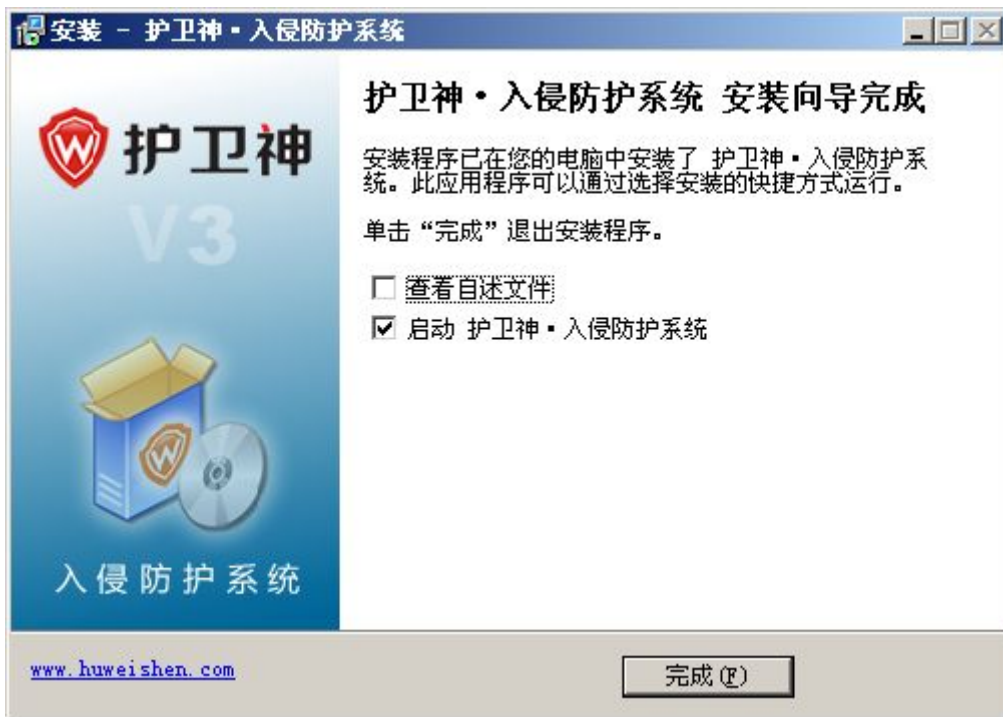 安装 - 护卫神·入侵防护系统
护卫神
V3
入侵防护系统
护卫神·入侵防护系统 安装向导完成
安装程序已在您的电脑中安装了 护卫神·入侵防护系
统。此应用程序可以通过选择安装的快捷方式运行。
单击“完成”退出安装程序。
查看自述文件
启动 护卫神·入侵防护系统
www.huweishen.com
完成(F)